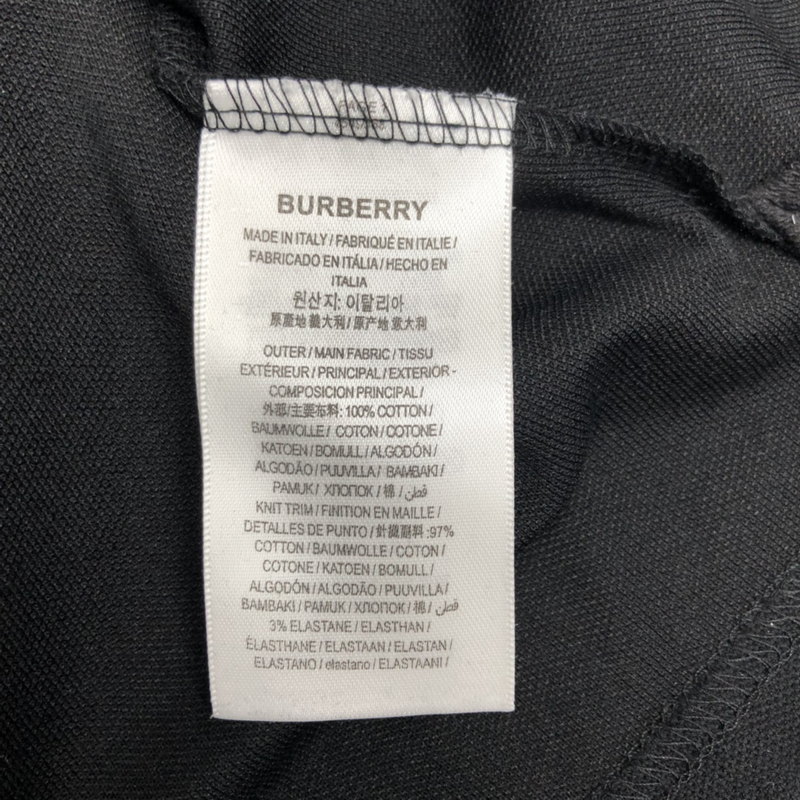 PAGE 1
BURBERRY
MADE IN ITALY / FABRIQUÉ EN ITALIE /
FABRICADO EN ITÁLIA / HECHO EN
ITALIA
원산지: 이탈리아
原產地 義大利 / 原产地 意大利
OUTER / MAIN FABRIC / TISSU
EXTÉRIEUR / PRINCIPAL / EXTERIOR -
COMPOSICION PRINCIPAL /
外部/主要布料: 100% COTTON /
BAUMWOLLE / COTON / COTONE /
KATOEN / BOMULL / ALGODÓN /
ALGODÃO / PUUVILLA / BAMBAKI /
PAMUK / ХЛОПОК / 棉 / قطن
KNIT TRIM / FINITION EN MAILLE /
DETALLES DE PUNTO / 針織副料 :97%
COTTON / BAUMWOLLE / COTON /
COTONE / KATOEN / BOMULL /
ALGODÓN / ALGODÃO / PUUVILLA /
BAMBAKI / PAMUK / ХЛОПОК / 棉 / قطن
3% ELASTANE / ELASTHAN /
ÉLASTHANE / ELASTAAN / ELASTAN /
ELASTANO / elastano / ELASTAANI /